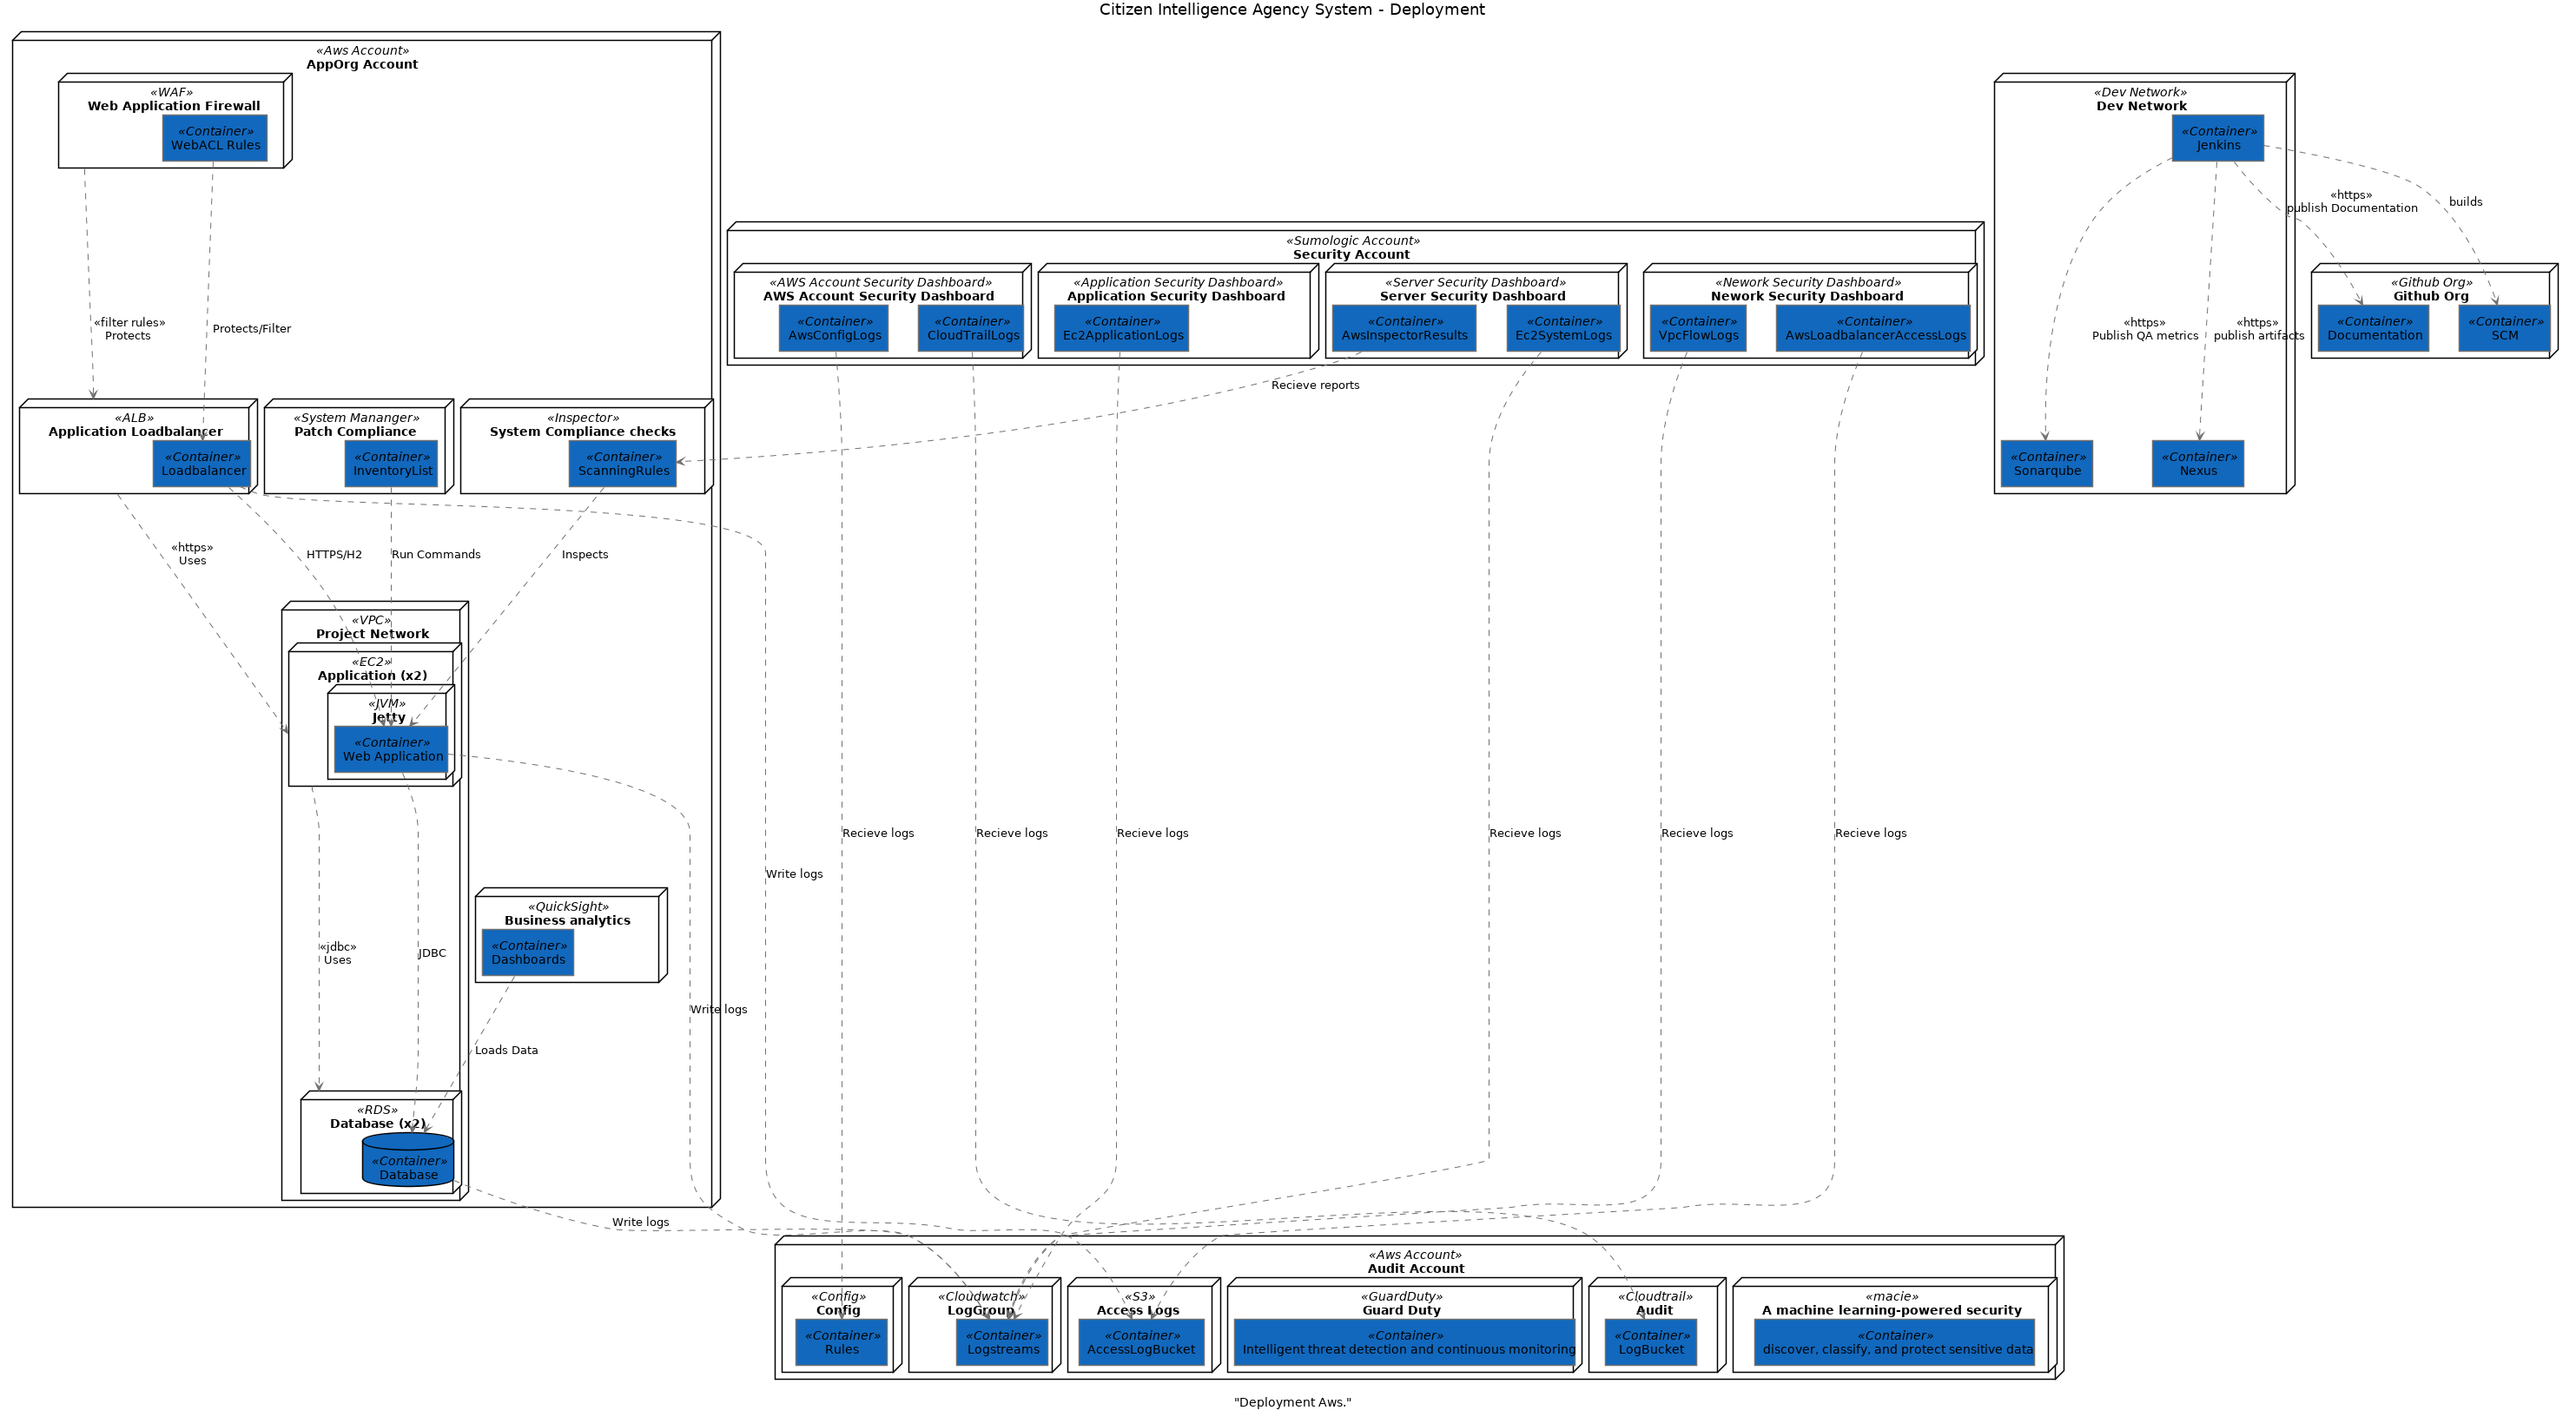 Citizen Intelligence Agency System - Deployment
«Aws Account»
AppOrg Account
«WAF»
Web Application Firewall
«Container»
WebACL Rules
«filter rules»
Protects
Protects/Filter
«ALB»
Application Loadbalancer
«Container»
Loadbalancer
«System Manganer»
Patch Compliance
«Container»
InventoryList
«Inspector»
System Compliance checks
«Container»
ScanningRules
«https»
Uses
HTTPS/H2
Run Commands
Inspects
«VPC»
Project Network
«EC2»
Application (x2)
«JVM»
Jetty
«Container»
Web Application
«jdbc»
Uses
JDBC
«QuickSight»
Business analytics
«Container»
Dashboards
Loads Data
«RDS»
Database (x2)
«Container»
Database
Write logs
Write logs
Write logs
«Sumologic Account»
Security Account
«AWS Account Security Dashboard»
AWS Account Security Dashboard
«Container»
AwsConfigLogs
«Container»
CloudTrailLogs
«Application Security Dashboard»
Application Security Dashboard
«Container»
Ec2ApplicationLogs
«Server Security Dashboard»
Server Security Dashboard
«Container»
AwsInspectorResults
«Container»
Ec2SystemLogs
«Nework Security Dashboard»
Nework Security Dashboard
«Container»
VpcFlowLogs
«Container»
AwsLoadbalancerAccessLogs
Recieve reports
Recieve logs
Recieve logs
Recieve logs
Recieve logs
Recieve logs
Recieve logs
«Dev Network»
Dev Network
«Container»
Jenkins
«https»
publish Documentation
builds
«https»
Publish QA metrics
«https»
publish artifacts
«Container»
Sonarqube
«Container»
Nexus
«Github Org»
Github Org
«Container»
Documentation
«Container»
SCM
«Aws Account»
Audit Account
«Config»
Config
«Container»
Rules
«Cloudwatch»
LogGroup
«Container»
Logstreams
«S3»
Access Logs
«Container»
AccessLogBucket
«GuardDuty»
Guard Duty
«Container»
Intelligent threat detection and continuous monitoring
«Cloudtrail»
Audit
«Container»
LogBucket
«macie»
A machine learning-powered security
«Container»
discover, classify, and protect sensitive data
"Deployment Aws."